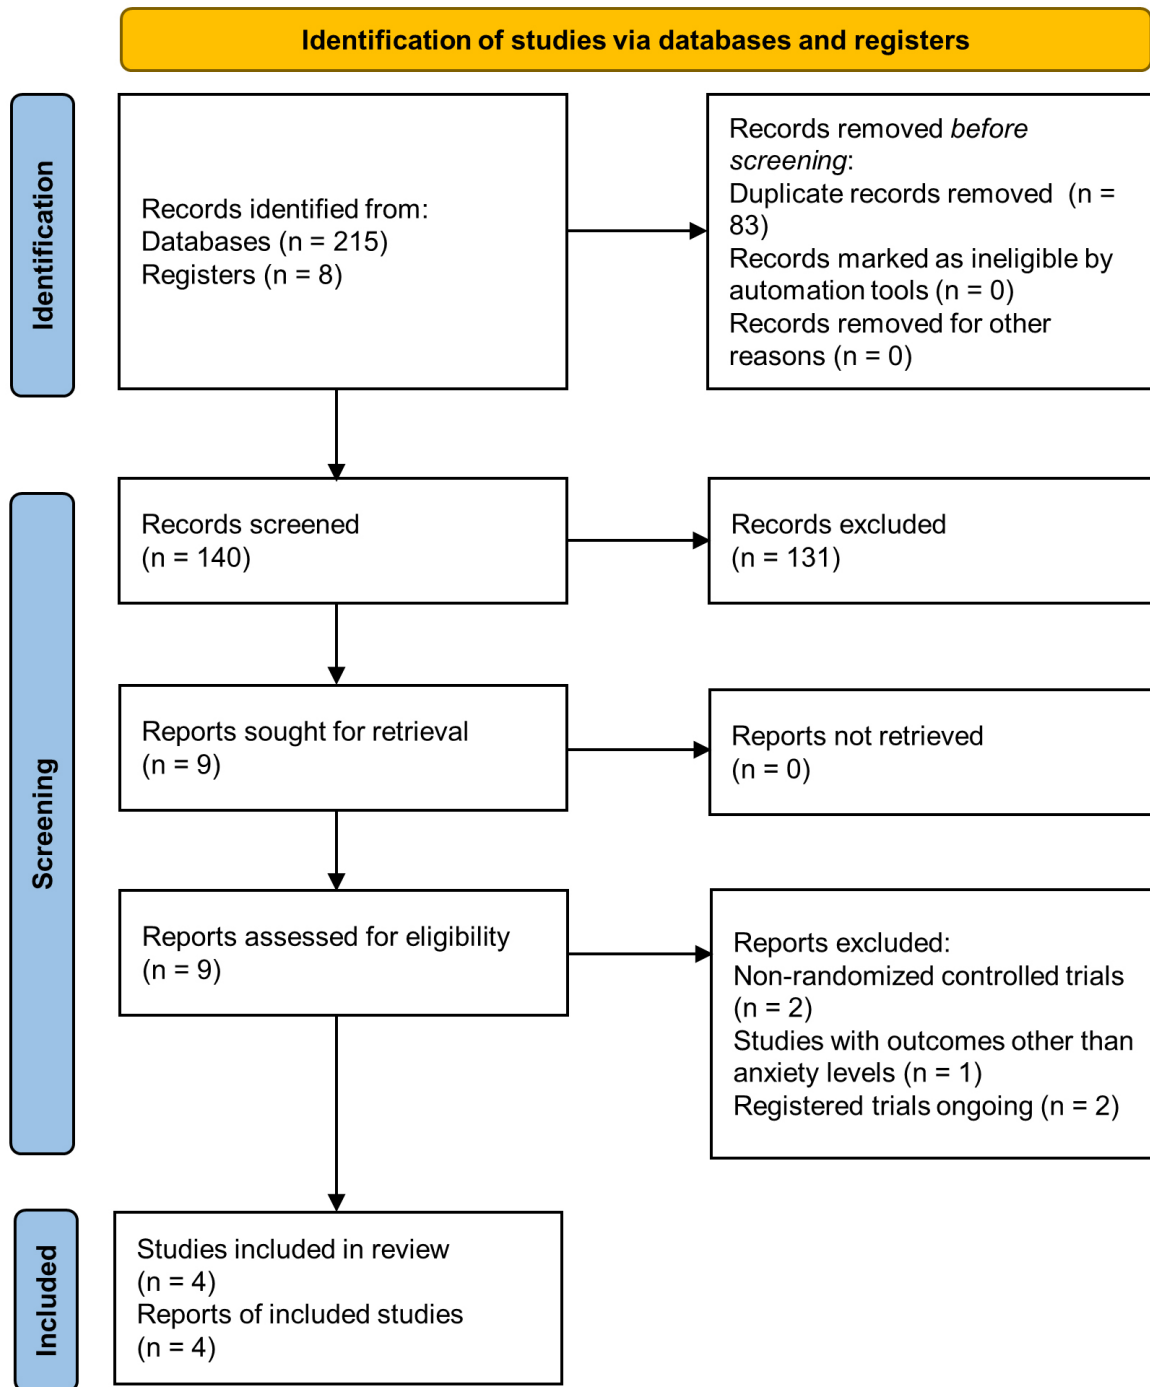 Identification of studies via databases and registers
Identification
Records identified from:
Databases (n = 215)
Registers (n = 8)
Records removed before
screening:
Duplicate records removed  (n =
83)
Records marked as ineligible by
automation tools (n = 0)
Records removed for other
reasons (n = 0)
Screening
Records screened
(n = 140)
Records excluded
(n = 131)
Reports sought for retrieval
(n = 9)
Reports not retrieved
(n = 0)
Reports assessed for eligibility
(n = 9)
Reports excluded:
Non-randomized controlled trials
(n = 2)
Studies with outcomes other than
anxiety levels (n = 1)
Registered trials ongoing (n = 2)
Included
Studies included in review
(n = 4)
Reports of included studies
(n = 4)